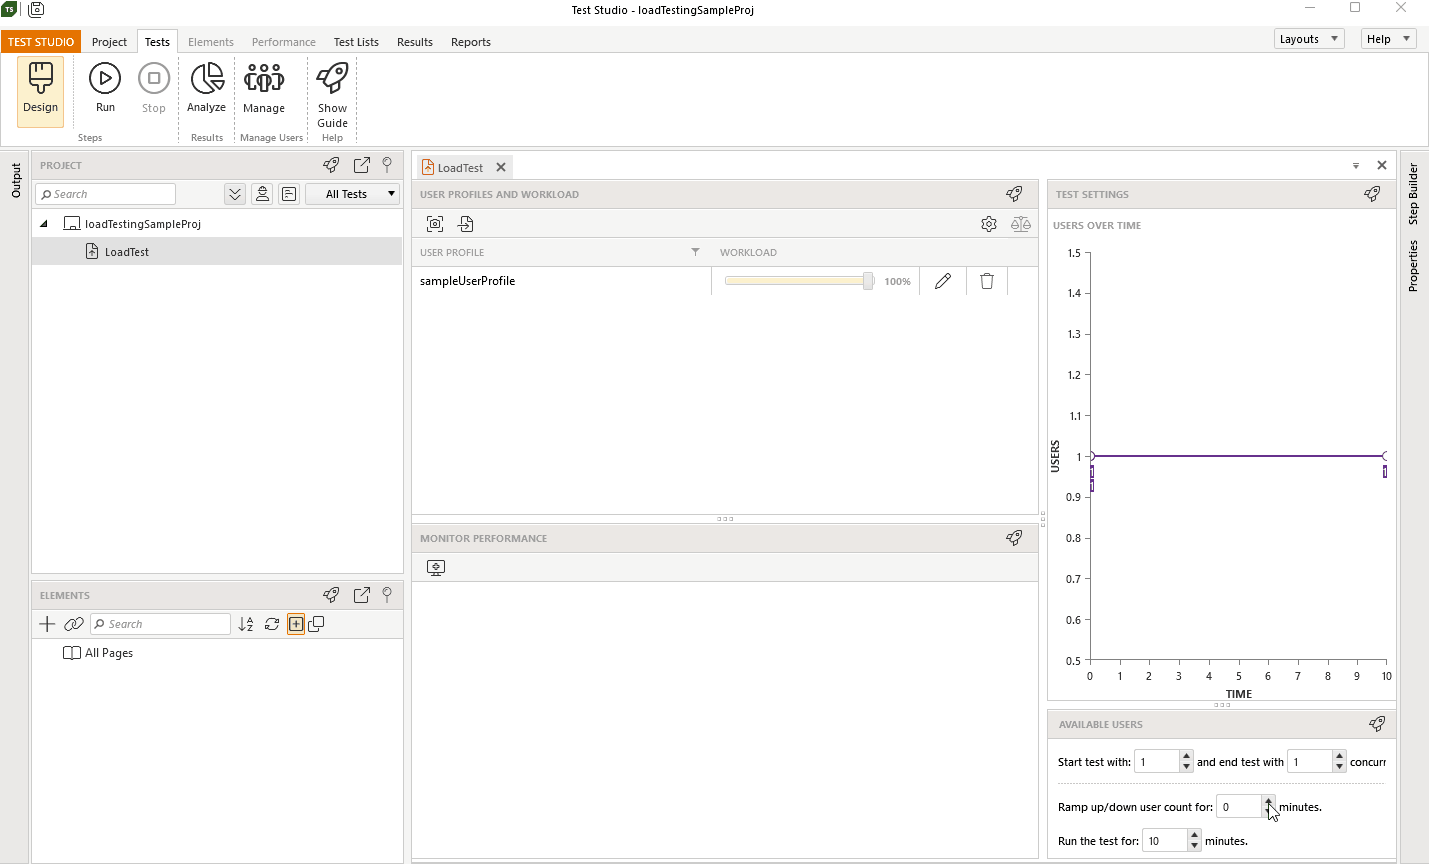 TS
Test Studio - loadTestingSampleProj
TEST STUDIO Project Tests Elements Performance Test Lists Results Reports
Layouts Help
Design Run Stop Analyze Manage Show Guide
Steps Results Manage Users Help
Output
PROJECT
Search All Tests
loadTestingSampleProj
LoadTest
ELEMENTS
Search
All Pages
LoadTest
USER PROFILES AND WORKLOAD
USER PROFILE WORKLOAD
sampleUserProfile 100%
MONITOR PERFORMANCE
TEST SETTINGS
USERS OVER TIME
1.5
1.4
1.3
1.2
1.1
1
0.9
0.8
0.7
0.6
0.5
USERS
0 1 2 3 4 5 6 7 8 9 10
TIME
AVAILABLE USERS
Start test with: 1 and end test with 1 concurr
Ramp up/down user count for: 0 minutes.
Run the test for: 10 minutes.
Step Builder
Properties